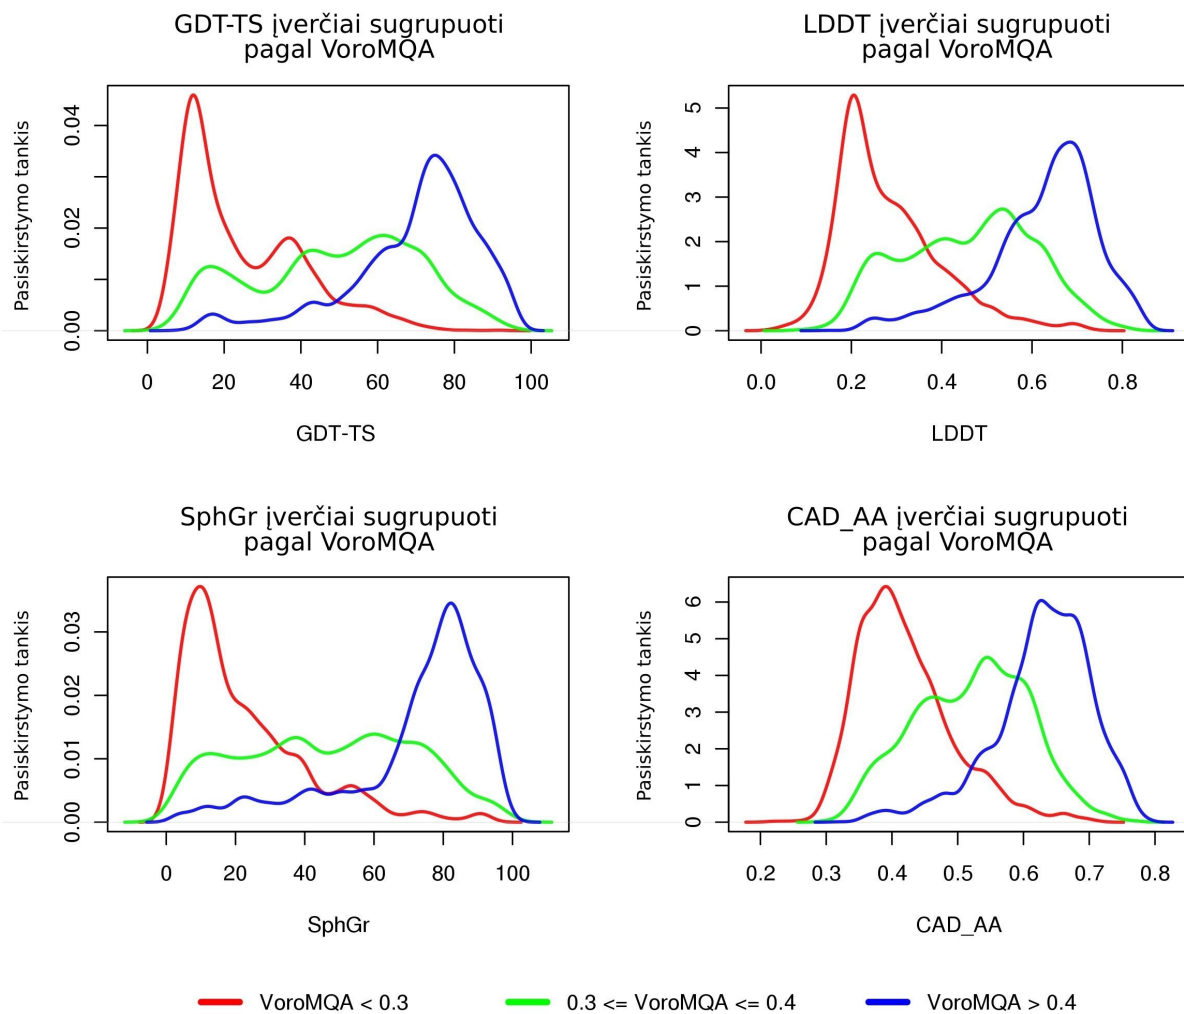 GDT-TS įverčiai sugrupuoti
pagal VoroMQA
Pasiskirstymo tankis
0.00
0.02
0.04
0 20 40 60 80 100
GDT-TS
LDDT įverčiai sugrupuoti
pagal VoroMQA
Pasiskirstymo tankis
0
1
2
3
4
5
0.0 0.2 0.4 0.6 0.8
LDDT
SphGr įverčiai sugrupuoti
pagal VoroMQA
Pasiskirstymo tankis
0.00
0.01
0.02
0.03
0 20 40 60 80 100
SphGr
CAD_AA įverčiai sugrupuoti
pagal VoroMQA
Pasiskirstymo tankis
0
1
2
3
4
5
6
0.2 0.3 0.4 0.5 0.6 0.7 0.8
CAD_AA
VoroMQA < 0.3
0.3 <= VoroMQA <= 0.4
VoroMQA > 0.4